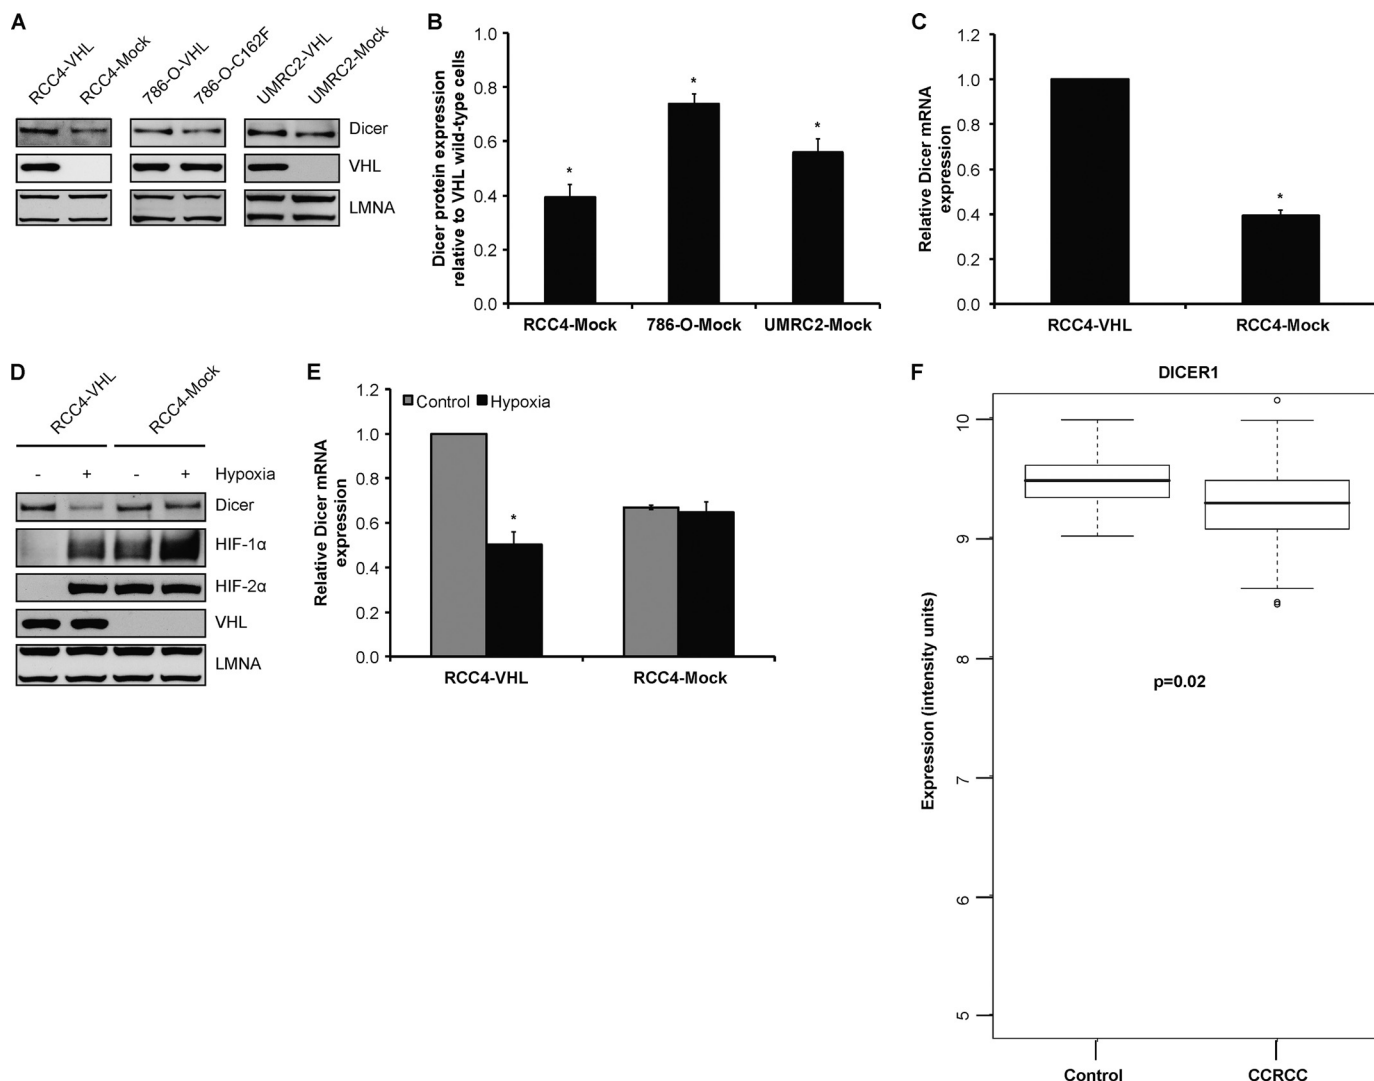 A
RCC4-VHL
RCC4-Mock
786-O-VHL
786-O-C162F
UMRC2-VHL
UMRC2-Mock
Dicer
VHL
LMNA
B
Dicer protein expression
relative to VHL wild-type cells
1.0
0.8
0.6
0.4
0.2
0.0
*
*
*
RCC4-Mock
786-O-Mock
UMRC2-Mock
C
Relative Dicer mRNA
expression
1.2
1.0
0.8
0.6
0.4
0.2
0.0
*
RCC4-VHL
RCC4-Mock
D
RCC4-VHL
RCC4-Mock
- + - + Hypoxia
Dicer
HIF-1α
HIF-2α
VHL
LMNA
E
Relative Dicer mRNA
expression
1.2
1.0
0.8
0.6
0.4
0.2
0.0
Control
Hypoxia
*
RCC4-VHL
RCC4-Mock
F
DICER1
Expression (intensity units)
10
9
8
7
6
5
p=0.02
Control
CCRCC